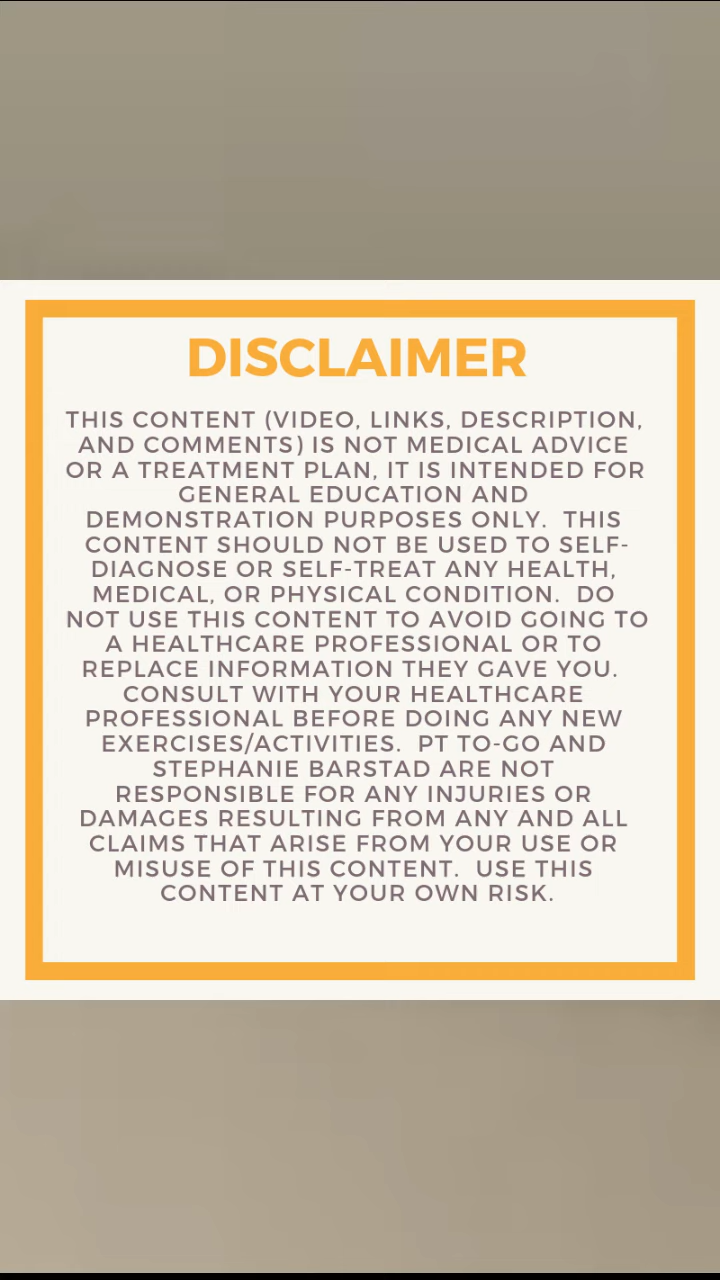 DISCLAIMER
THIS CONTENT (VIDEO, LINKS, DESCRIPTION,
AND COMMENTS) IS NOT MEDICAL ADVICE
OR A TREATMENT PLAN, IT IS INTENDED FOR
GENERAL EDUCATION AND
DEMONSTRATION PURPOSES ONLY.  THIS
CONTENT SHOULD NOT BE USED TO SELF-
DIAGNOSE OR SELF-TREAT ANY HEALTH,
MEDICAL, OR PHYSICAL CONDITION.  DO
NOT USE THIS CONTENT TO AVOID GOING TO
A HEALTHCARE PROFESSIONAL OR TO
REPLACE INFORMATION THEY GAVE YOU.
CONSULT WITH YOUR HEALTHCARE
PROFESSIONAL BEFORE DOING ANY NEW
EXERCISES/ACTIVITIES.  PT TO-GO AND
STEPHANIE BARSTAD ARE NOT
RESPONSIBLE FOR ANY INJURIES OR
DAMAGES RESULTING FROM ANY AND ALL
CLAIMS THAT ARISE FROM YOUR USE OR
MISUSE OF THIS CONTENT.  USE THIS
CONTENT AT YOUR OWN RISK.